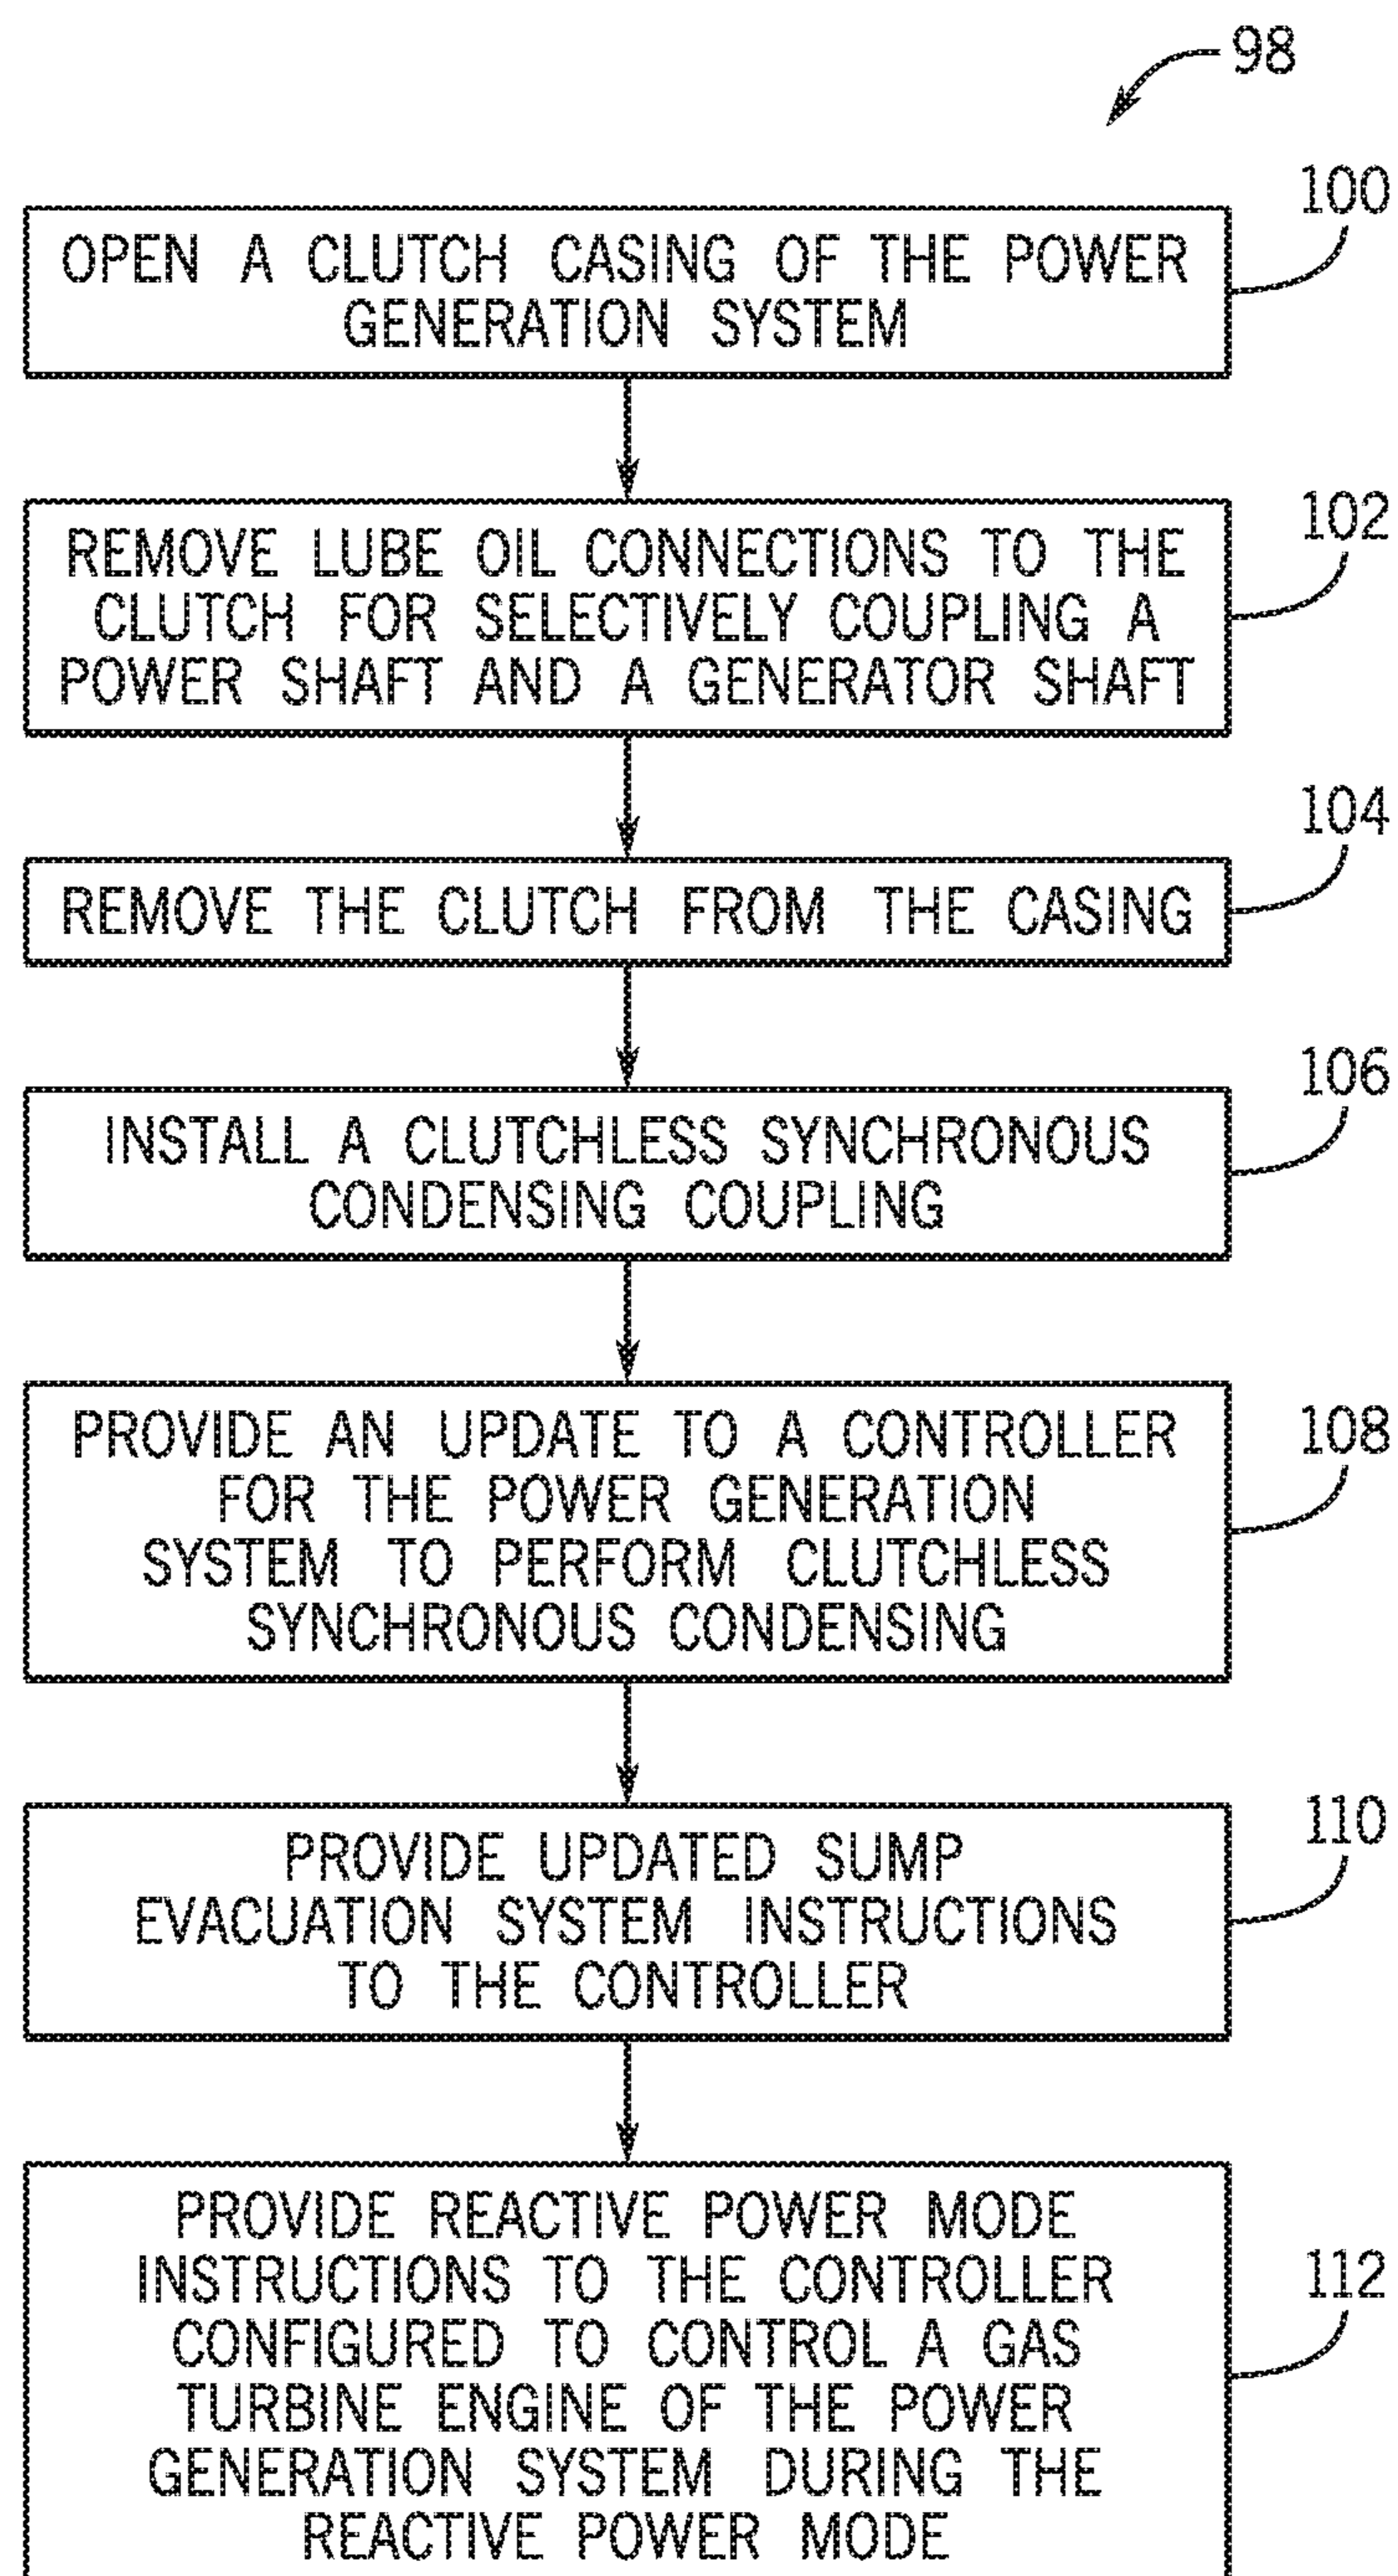 98
100
OPEN A CLUTCH CASING OF THE POWER
GENERATION SYSTEM
102
REMOVE LUBE OIL CONNECTIONS TO THE
CLUTCH FOR SELECTIVELY COUPLING A
POWER SHAFT AND A GENERATOR SHAFT
104
REMOVE THE CLUTCH FROM THE CASING
106
INSTALL A CLUTCHLESS SYNCHRONOUS
CONDENSING COUPLING
108
PROVIDE AN UPDATE TO A CONTROLLER
FOR THE POWER GENERATION
SYSTEM TO PERFORM CLUTCHLESS
SYNCHRONOUS CONDENSING
110
PROVIDE UPDATED SUMP
EVACUATION SYSTEM INSTRUCTIONS
TO THE CONTROLLER
112
PROVIDE REACTIVE POWER MODE
INSTRUCTIONS TO THE CONTROLLER
CONFIGURED TO CONTROL A GAS
TURBINE ENGINE OF THE POWER
GENERATION SYSTEM DURING THE
REACTIVE POWER MODE